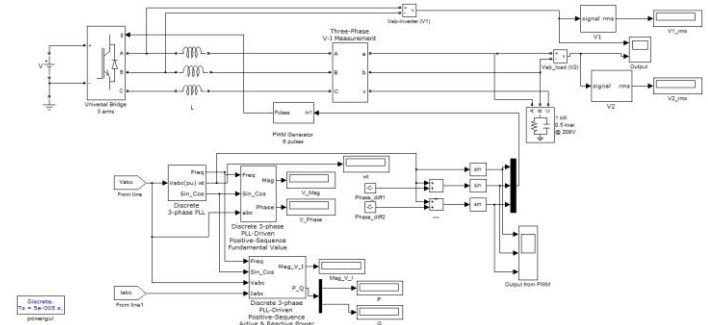 Vab-inverter (V1)
signal rms
V1
V1_rms
Output
Vab_load (V2)
signal rms
V2
V2_rms
Three-Phase
V-I Measurement
A
B
C
a
b
c
g
+
-
A
B
C
V
Universal Bridge
3 arms
L
Pulses
PWM Generator
6 pulses
A B C
1 kW
0.5 kvar
@ 208V
Vabc
From line
Freq
Vabc(pu) wt
Sin_Cos
Discrete
3-phase PLL
Freq
Sin_Cos
abc
Mag
Phase
V_Mag
V_Phase
Discrete 3-phase
PLL-Driven
Positive-Sequence
Fundamental Value
wt
Phase_diff1
Phase_diff2
sin
sin
sin
Output from PWM
Iabc
From line1
Freq
Sin_Cos
Vabc
Iabc
Mag_V_I
P_Q
Mag_V_I
P
Q
Discrete 3-phase
PLL-Driven
Positive-Sequence
Active & Reactive Power
Discrete,
Ts = 5e-005 s.
powergui